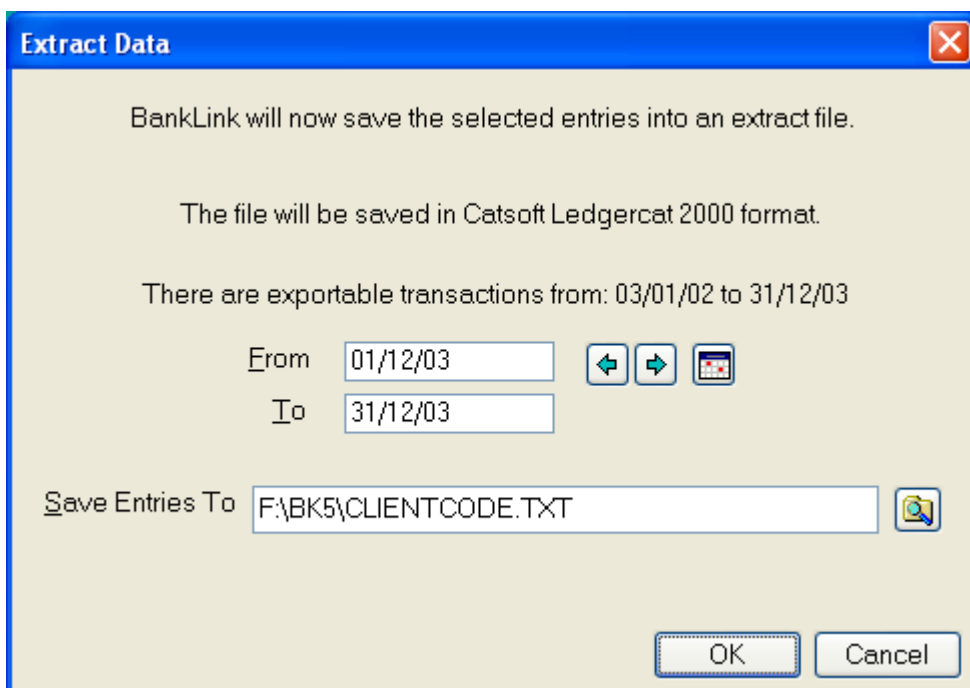 Extract Data
BankLink will now save the selected entries into an extract file.
The file will be saved in Catsoft Ledgercat 2000 format.
There are exportable transactions from: 03/01/02 to 31/12/03
From 01/12/03
To 31/12/03
Save Entries To F:\BK5\CLIENTCODE.TXT
OK Cancel